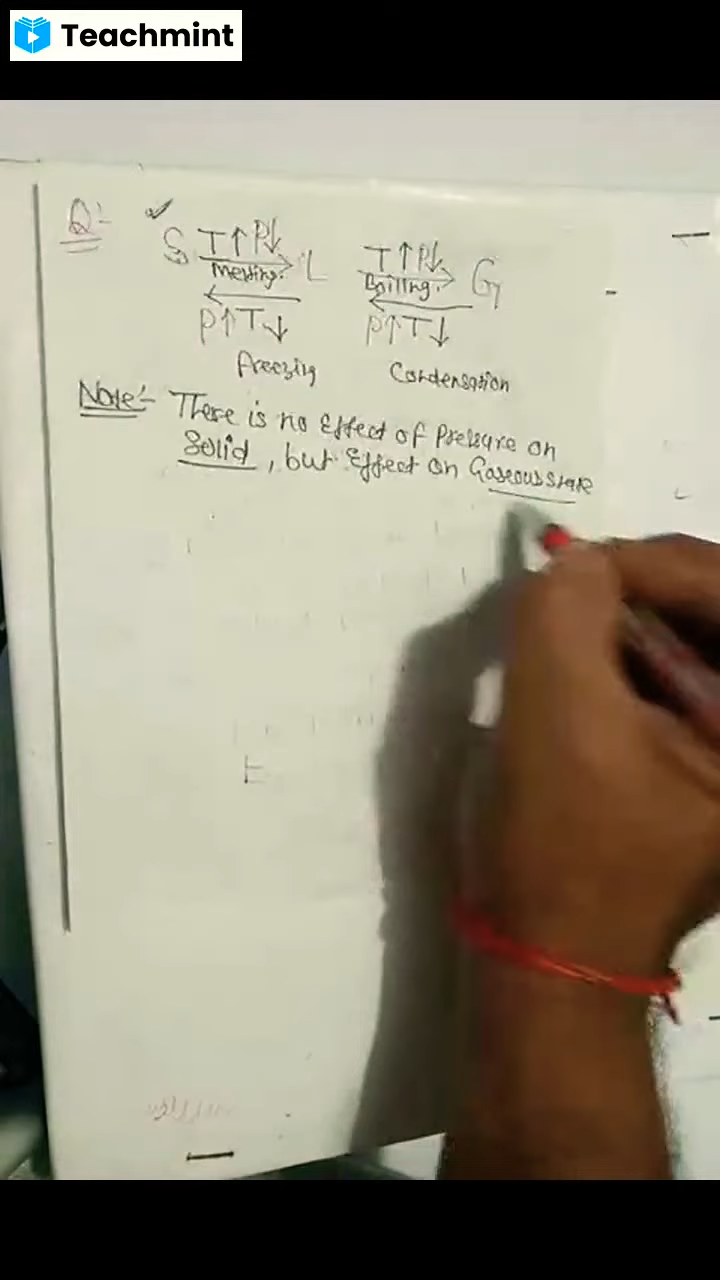 Teachmint
Q:-
S T↑P↓ L T↑P↓ G
Melting. Boiling.
P↑T↓ P↑T↓
Freezing Condensation
Note:- There is no Effect of Pressure on
Solid, but Effect on Gaseous state
E